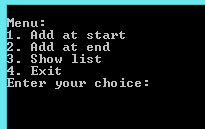 Menu:
1. Add at start
2. Add at end
3. Show list
4. Exit
Enter your choice: